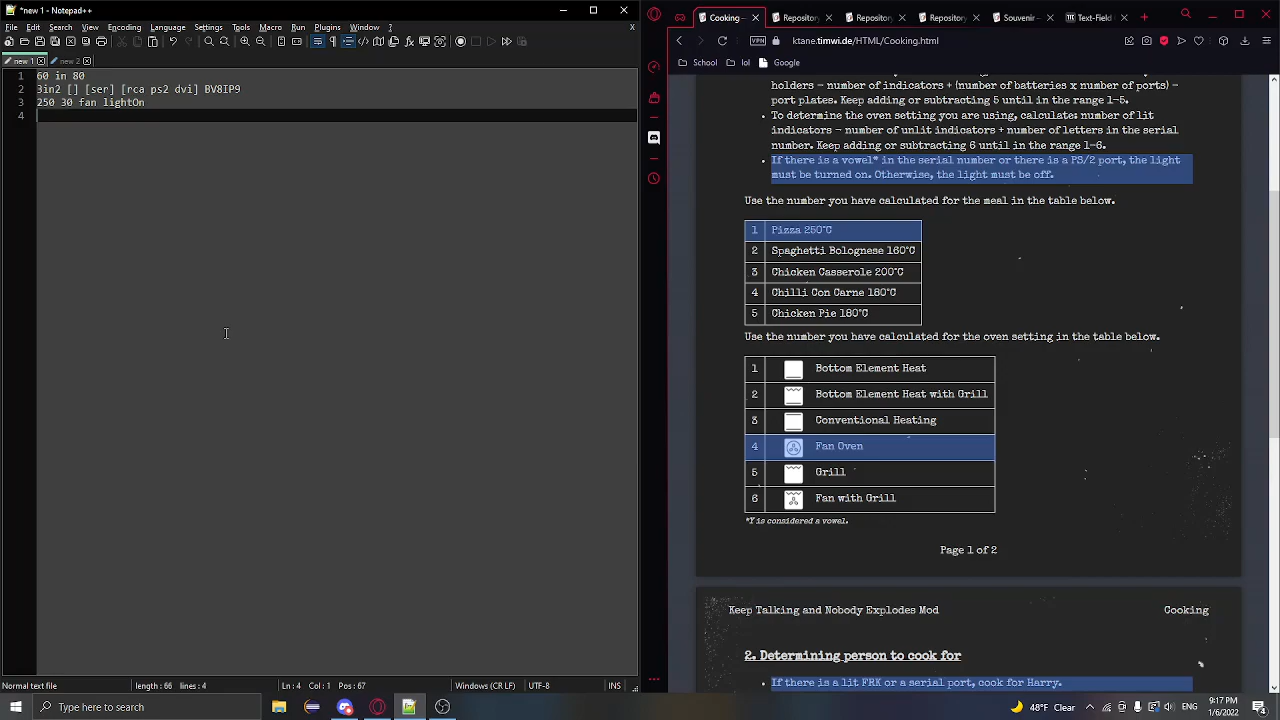 *new 1 - Notepad++
File Edit Search View Encoding Language Settings Tools Macro Run Plugins Window ? X
new 1 new 2
1 60 in 80
2 3in2 [] [ser] [rca ps2 dvi] BV8IP9
3 250 30 fan lightOn
4
Normal text file length: 66 lines: 4 Ln: 4 Col: 1 Pos: 67 Windows (CR LF) UTF-8 INS
Cooking — Repository Repository Repository Souvenir — Text-Field
VPN ktane.timwi.de/HTML/Cooking.html
School lol Google
holders − number of unlit indicators + (number of batteries x number of ports) −
port plates. Keep adding or subtracting 5 until in the range 1-5.
To determine the oven setting you are using, calculate: number of lit
indicators − number of unlit indicators + number of letters in the serial
number. Keep adding or subtracting 6 until in the range 1-6.
If there is a vowel* in the serial number or there is a PS/2 port, the light
must be turned on. Otherwise, the light must be off.
Use the number you have calculated for the meal in the table below.
1 Pizza 250°C
2 Spaghetti Bolognese 160°C
3 Chicken Casserole 200°C
4 Chilli Con Carne 180°C
5 Chicken Pie 180°C
Use the number you have calculated for the oven setting in the table below.
1 Bottom Element Heat
2 Bottom Element Heat with Grill
3 Conventional Heating
4 Fan Oven
5 Grill
6 Fan with Grill
*Y is considered a vowel.
Page 1 of 2
Keep Talking and Nobody Explodes Mod Cooking
2. Determining person to cook for
If there is a lit FRK or a serial port, cook for Harry.
Type here to search
48°F Clear 9:17 PM
1/6/2022